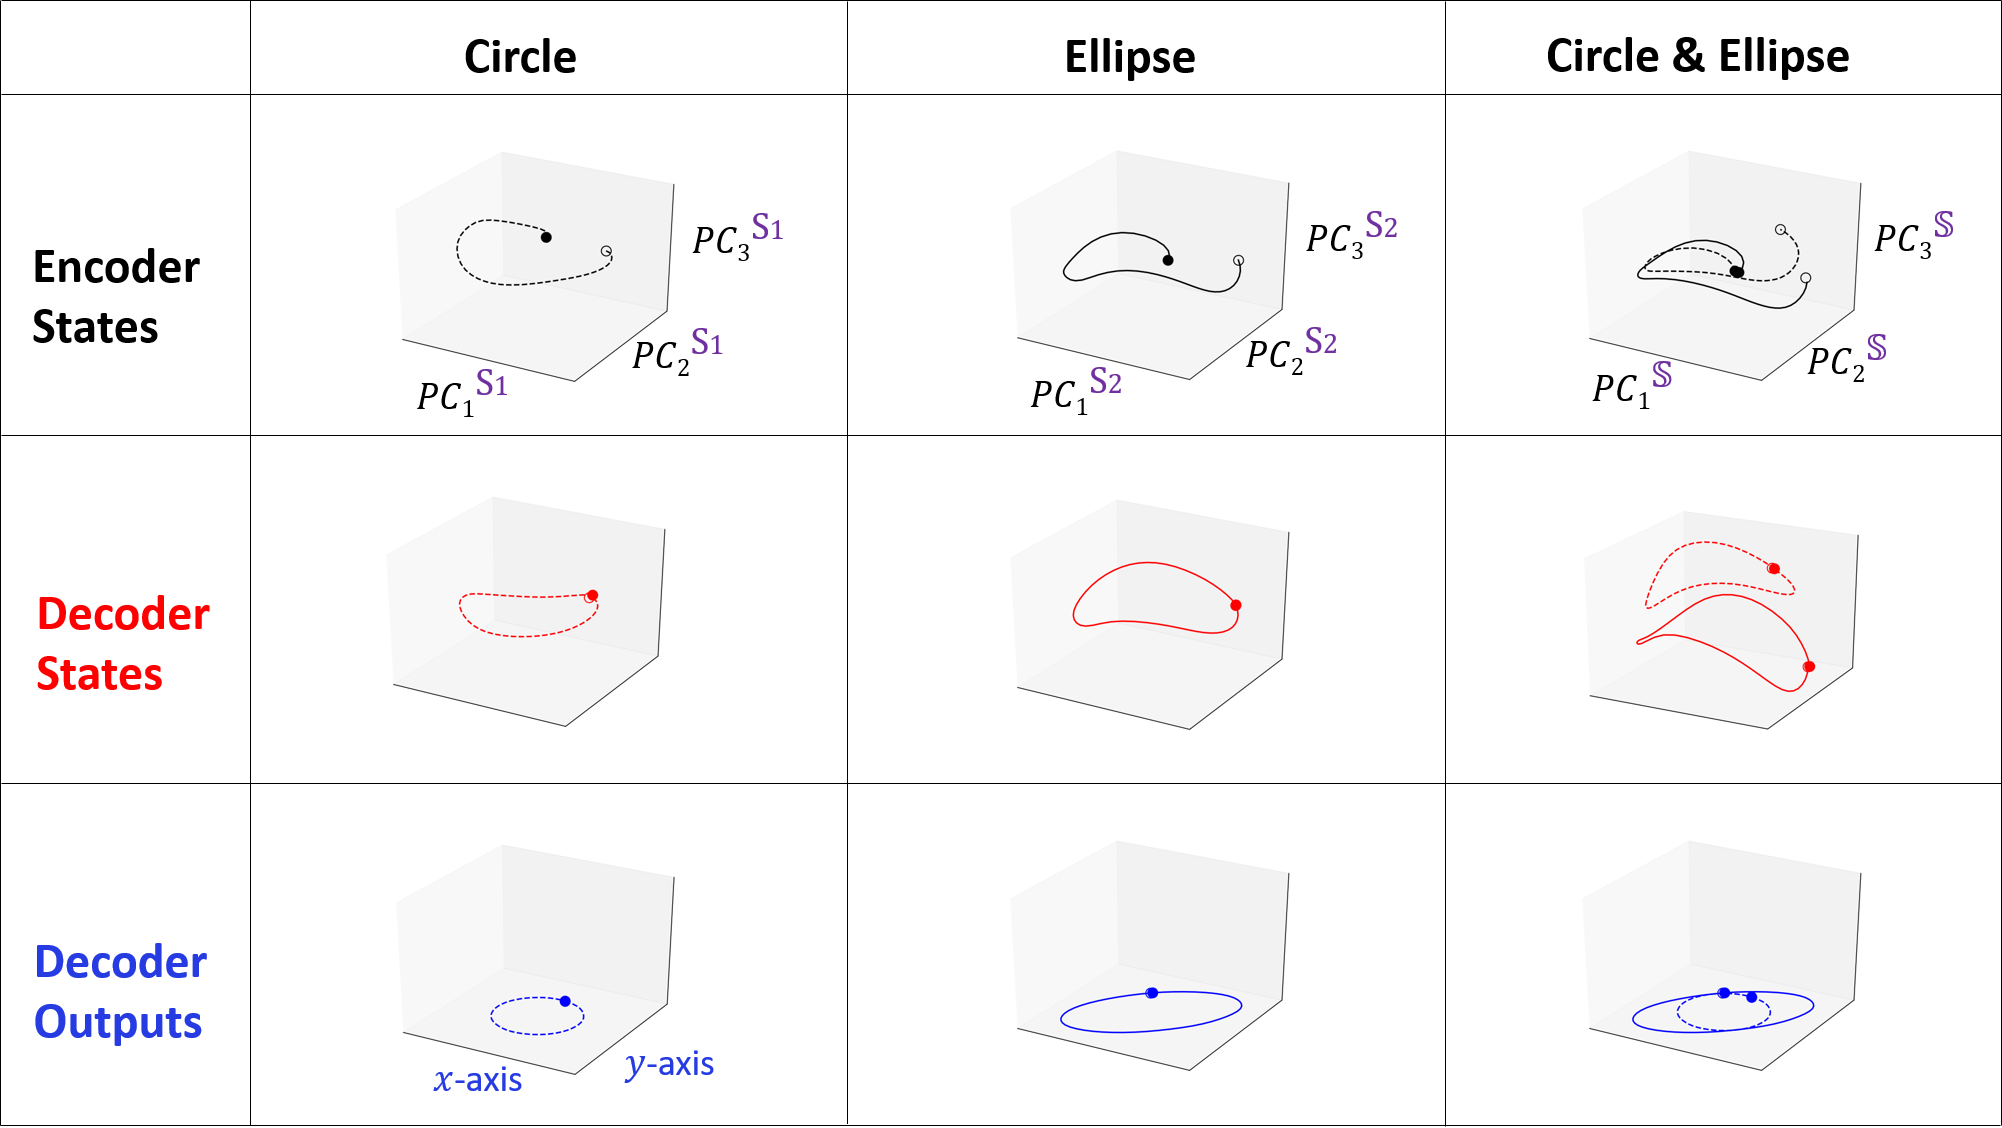 Circle
Ellipse
Circle & Ellipse
Encoder
States
PC₃S1
PC₂S1
PC₁S1
PC₃S2
PC₂S2
PC₁S2
PC₃𝕊
PC₂𝕊
PC₁𝕊
Decoder
States
Decoder
Outputs
x-axis
y-axis